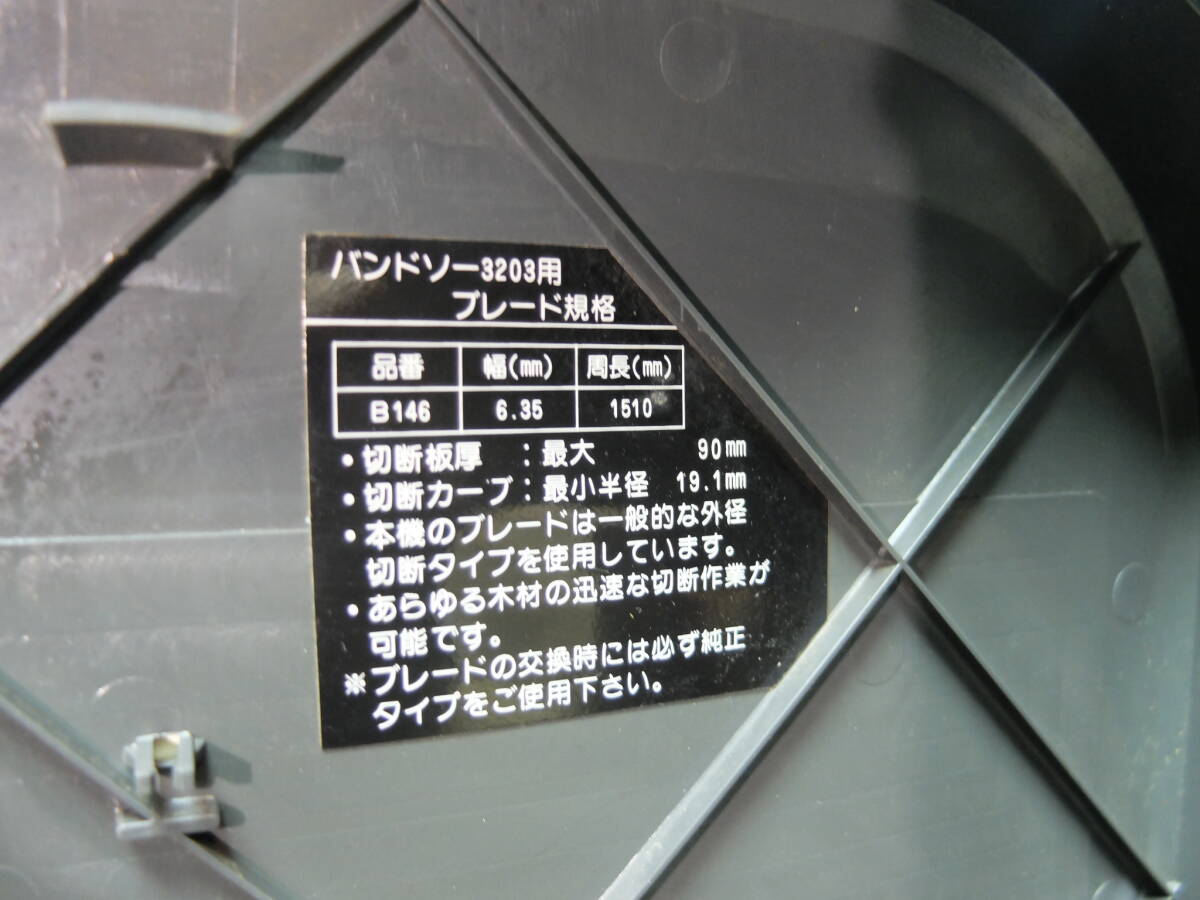 バンドソー3203用
ブレード規格
品番 幅(mm) 周長(mm)
B146 6.35 1510
・切断板厚 : 最大 90mm
・切断カーブ : 最小半径 19.1mm
・本機のブレードは一般的な外径
切断タイプを使用しています。
・あらゆる木材の迅速な切断作業が
可能です。
※ブレードの交換時には必ず純正
タイプをご使用下さい。